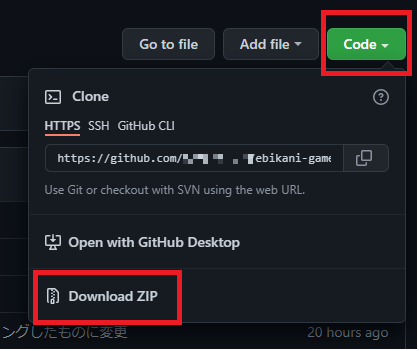 Go to file
Add file
Code
Clone
HTTPS SSH GitHub CLI
https://github.com/ ebikani-game
Use Git or checkout with SVN using the web URL.
Open with GitHub Desktop
Download ZIP
ングしたものに変更 20 hours ago